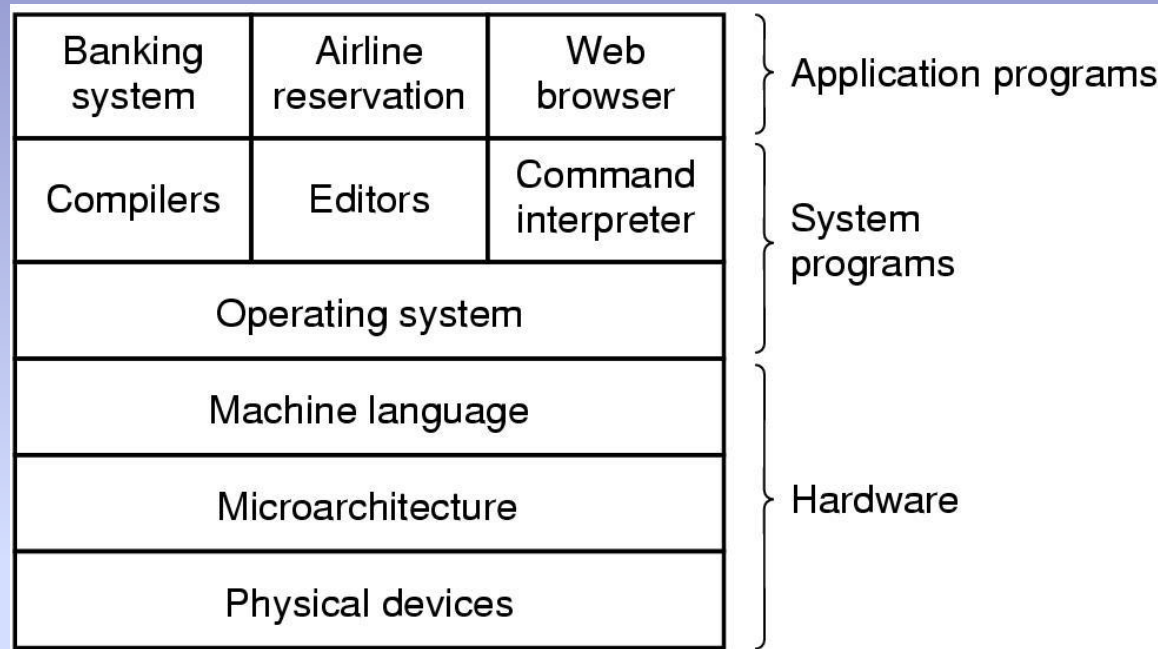 Banking
system
Airline
reservation
Web
browser
Application programs
Compilers
Editors
Command
interpreter
System
programs
Operating system
Machine language
Microarchitecture
Hardware
Physical devices